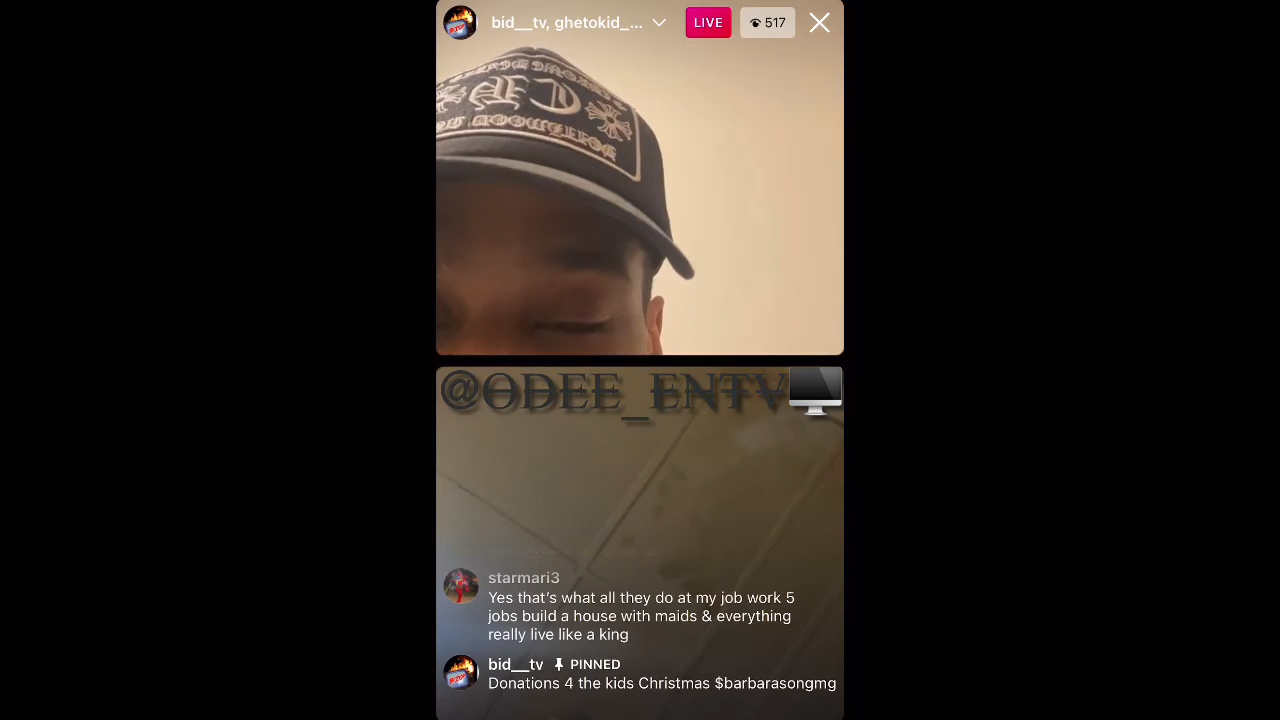 bid__tv, ghetokid_...
LIVE
517
CH
@ODEE_ENTV
starmari3
Yes that's what all they do at my job work 5
jobs build a house with maids & everything
really live like a king
bid__tv PINNED
Donations 4 the kids Christmas $barbarasongmg